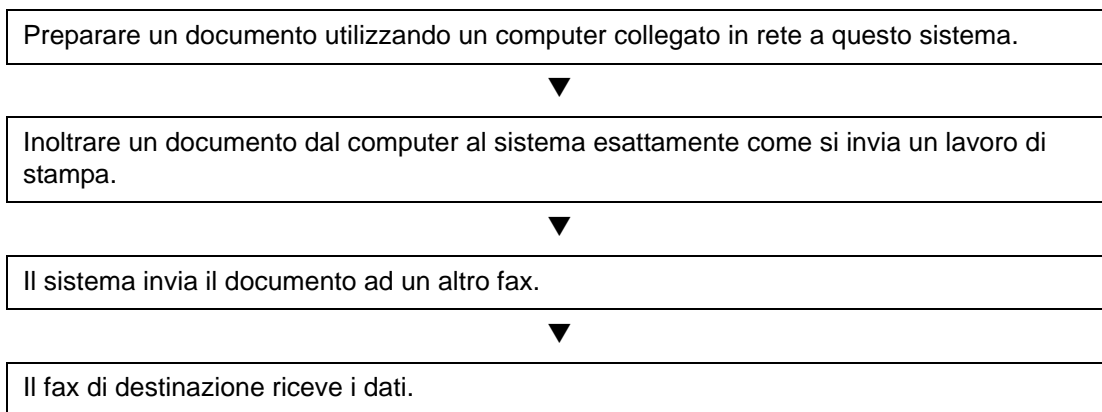 Preparare un documento utilizzando un computer collegato in rete a questo sistema.
▼
Inoltrare un documento dal computer al sistema esattamente come si invia un lavoro di
stampa.
▼
Il sistema invia il documento ad un altro fax.
▼
Il fax di destinazione riceve i dati.